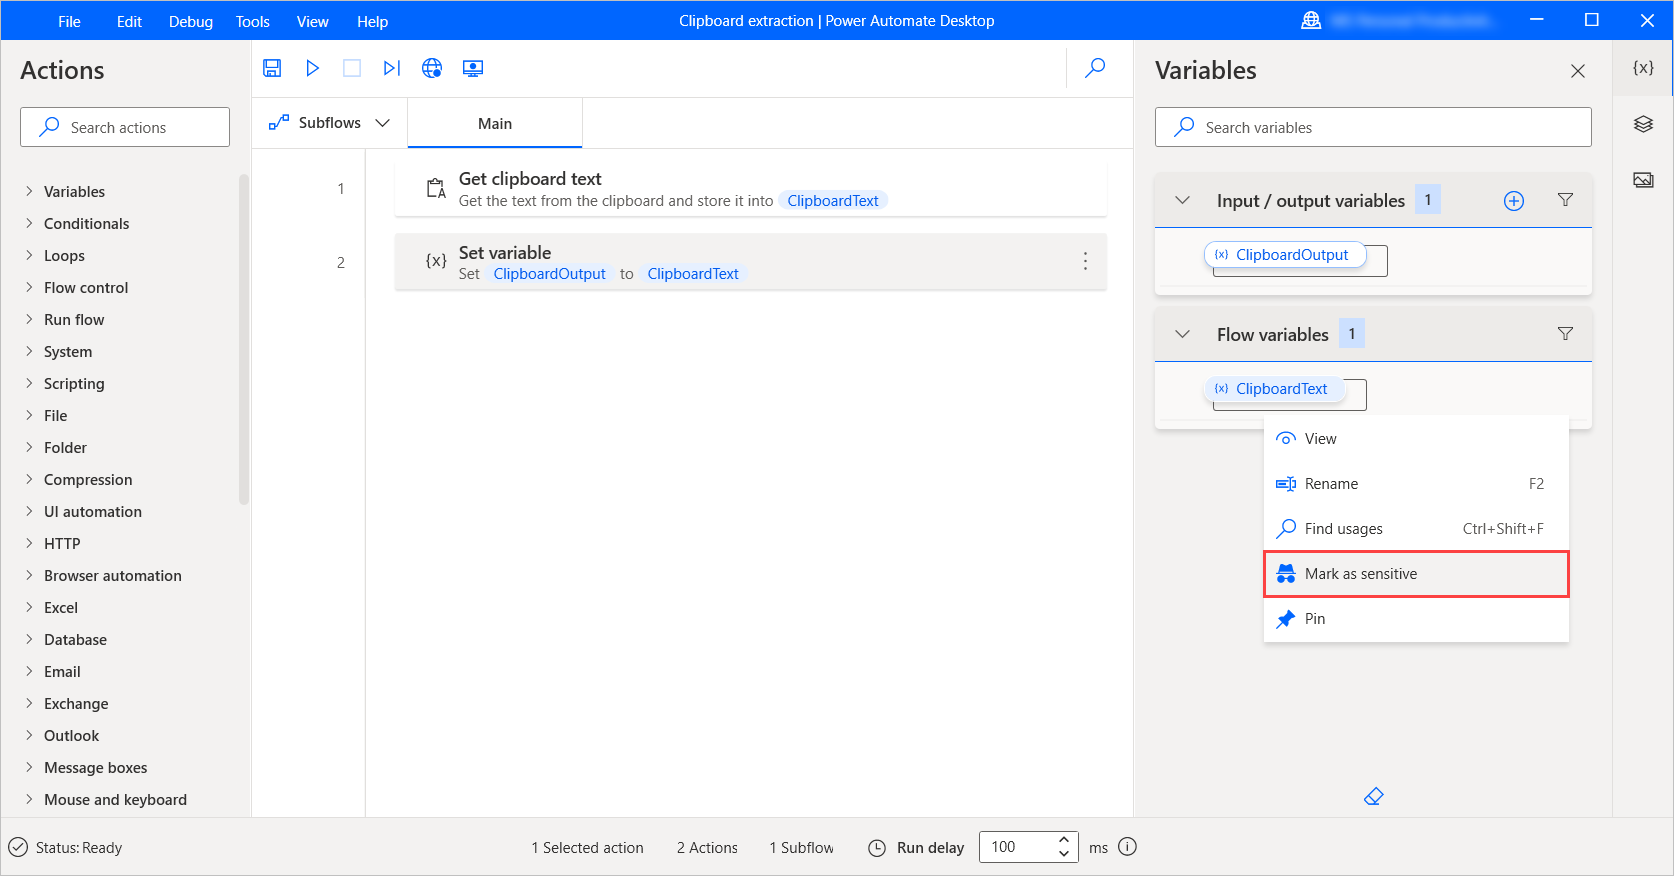 File Edit Debug Tools View Help
Clipboard extraction | Power Automate Desktop
Actions
Search actions
Variables
Conditionals
Loops
Flow control
Run flow
System
Scripting
File
Folder
Compression
UI automation
HTTP
Browser automation
Excel
Database
Email
Exchange
Outlook
Message boxes
Mouse and keyboard
Subflows
Main
1
Get clipboard text
Get the text from the clipboard and store it into ClipboardText
2
{x} Set variable
Set ClipboardOutput to ClipboardText
Variables
{x}
Search variables
Input / output variables 1
{x} ClipboardOutput
Flow variables 1
{x} ClipboardText
View
Rename F2
Find usages Ctrl+Shift+F
Mark as sensitive
Pin
Status: Ready
1 Selected action
2 Actions
1 Subflow
Run delay 100 ms